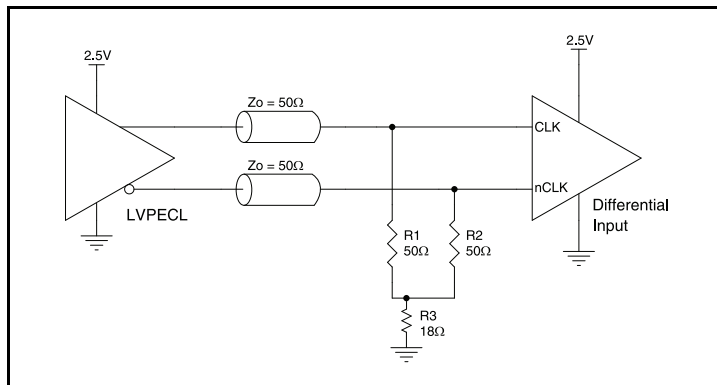 2.5V
2.5V
Zo = 50Ω
CLK
Zo = 50Ω
nCLK
LVPECL
Differential
Input
R1
50Ω
R2
50Ω
R3
18Ω